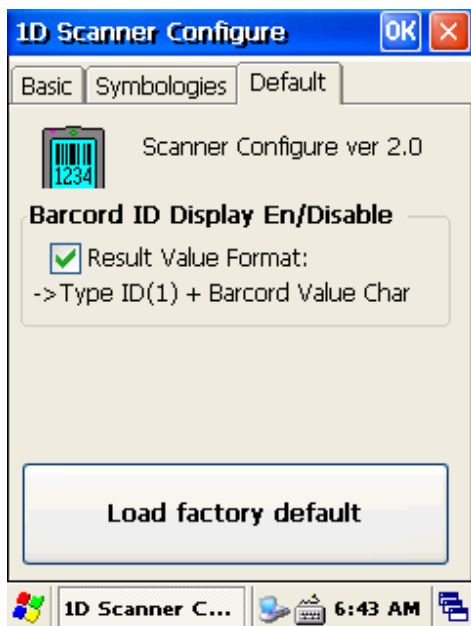 1D Scanner Configure OK
Basic Symbologies Default
Scanner Configure ver 2.0
1234
Barcord ID Display En/Disable
Result Value Format:
->Type ID(1) + Barcord Value Char
Load factory default
1D Scanner C... 6:43 AM